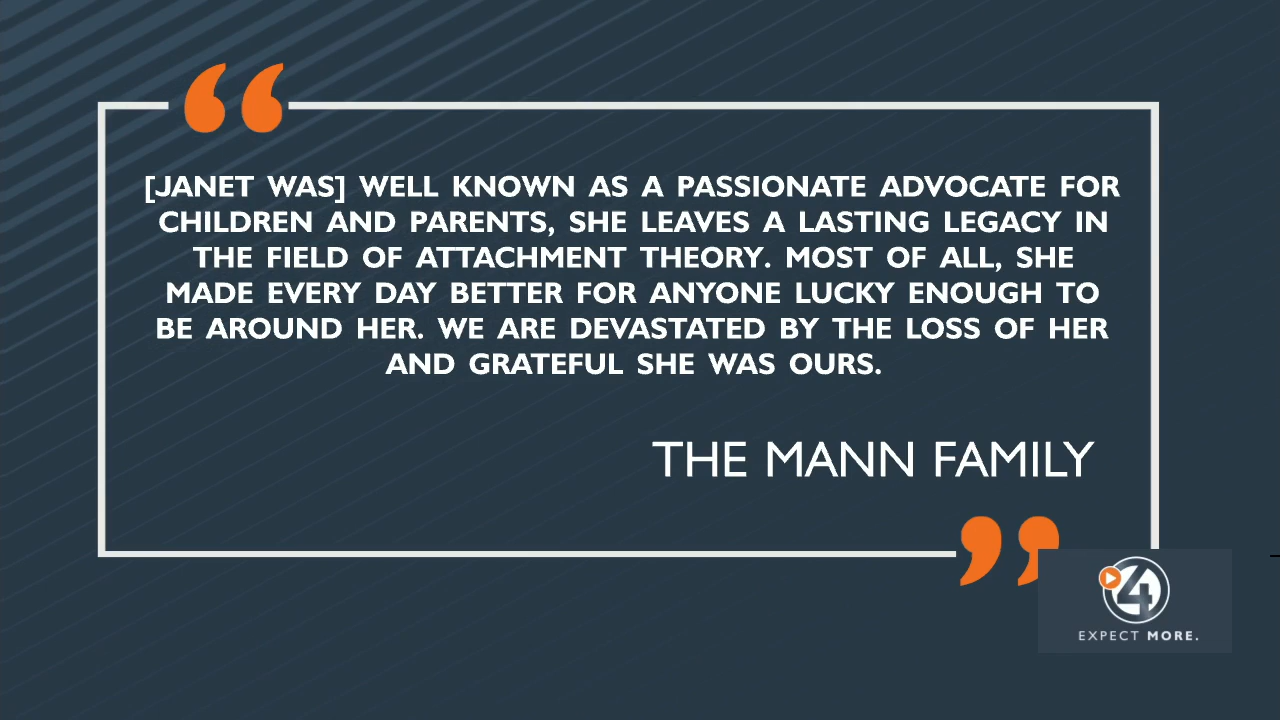 [JANET WAS] WELL KNOWN AS A PASSIONATE ADVOCATE FOR
CHILDREN AND PARENTS, SHE LEAVES A LASTING LEGACY IN
THE FIELD OF ATTACHMENT THEORY. MOST OF ALL, SHE
MADE EVERY DAY BETTER FOR ANYONE LUCKY ENOUGH TO
BE AROUND HER. WE ARE DEVASTATED BY THE LOSS OF HER
AND GRATEFUL SHE WAS OURS.
THE MANN FAMILY
4
EXPECT MORE.